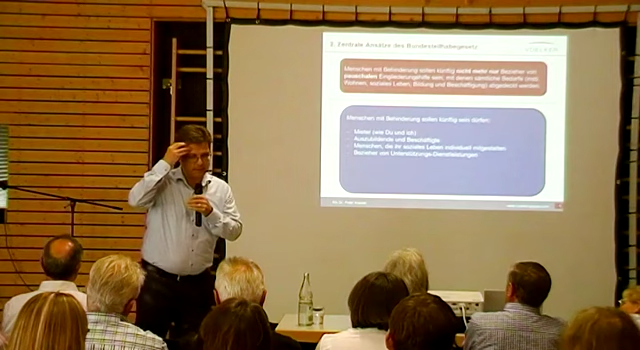 3. Zentrale Ansätze des Bundesteilhabegesetz
Menschen mit Behinderung sollen künftig nicht mehr nur Bezieher von
pauschalen Eingliederungshilfe sein, mit denen sämtliche Bedarfe (inkl.
Wohnen, soziales Leben, Bildung und Beschäftigung) abgedeckt werden.
Menschen mit Behinderung sollen künftig sein dürfen:
- Mieter (wie Du und ich)
- Auszubildende und Beschäftigte
- Menschen, die ihr soziales Leben individuell mitgestalten
- Bezieher von Unterstützungs-Dienstleistungen